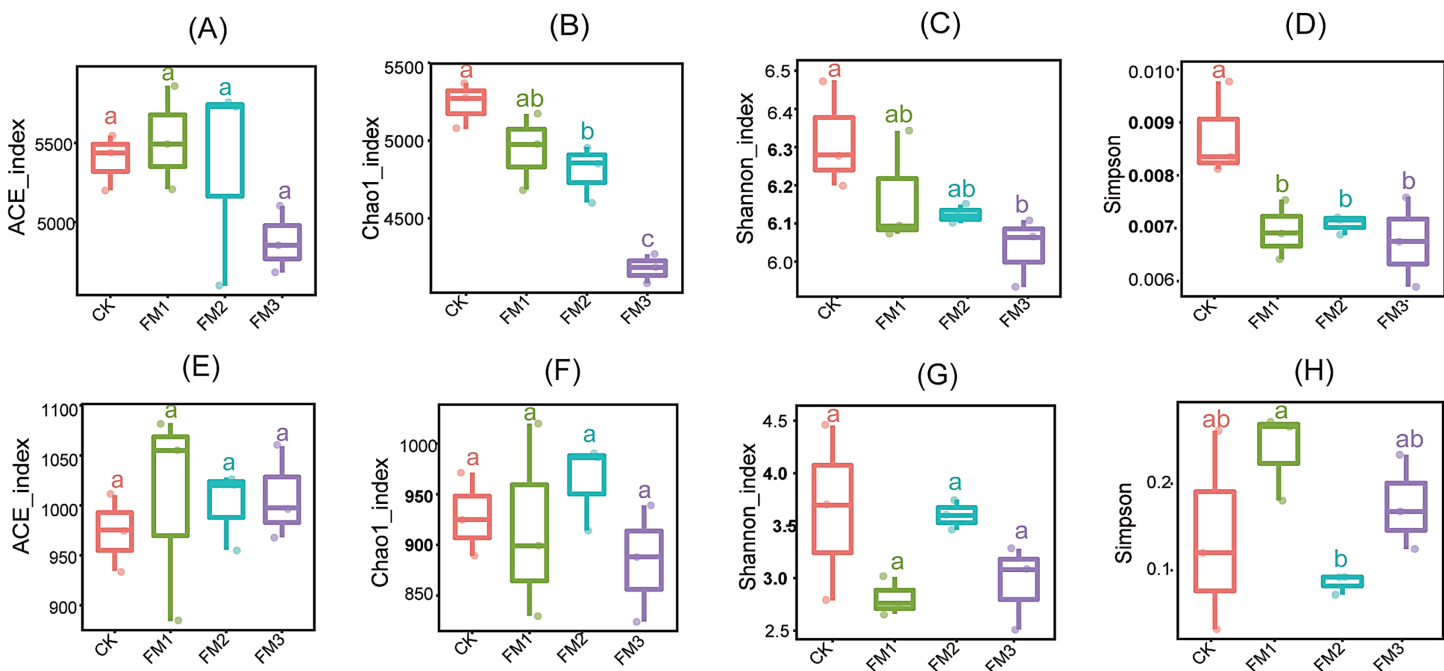 (A)
ACE_index
5500
5000
a
a
a
a
CK
FM1
FM2
FM3
(B)
Chao1_index
5500
5000
4500
a
ab
b
c
CK
FM1
FM2
FM3
(C)
Shannon_index
6.5
6.4
6.3
6.2
6.1
6.0
a
ab
ab
b
CK
FM1
FM2
FM3
(D)
Simpson
0.010
0.009
0.008
0.007
0.006
a
b
b
b
CK
FM1
FM2
FM3
(E)
ACE_index
1100
1050
1000
950
900
a
a
a
a
CK
FM1
FM2
FM3
(F)
Chao1_index
1000
950
900
850
a
a
a
a
CK
FM1
FM2
FM3
(G)
Shannon_index
4.5
4.0
3.5
3.0
2.5
a
a
a
a
CK
FM1
FM2
FM3
(H)
Simpson
0.2
0.1
ab
a
b
ab
CK
FM1
FM2
FM3